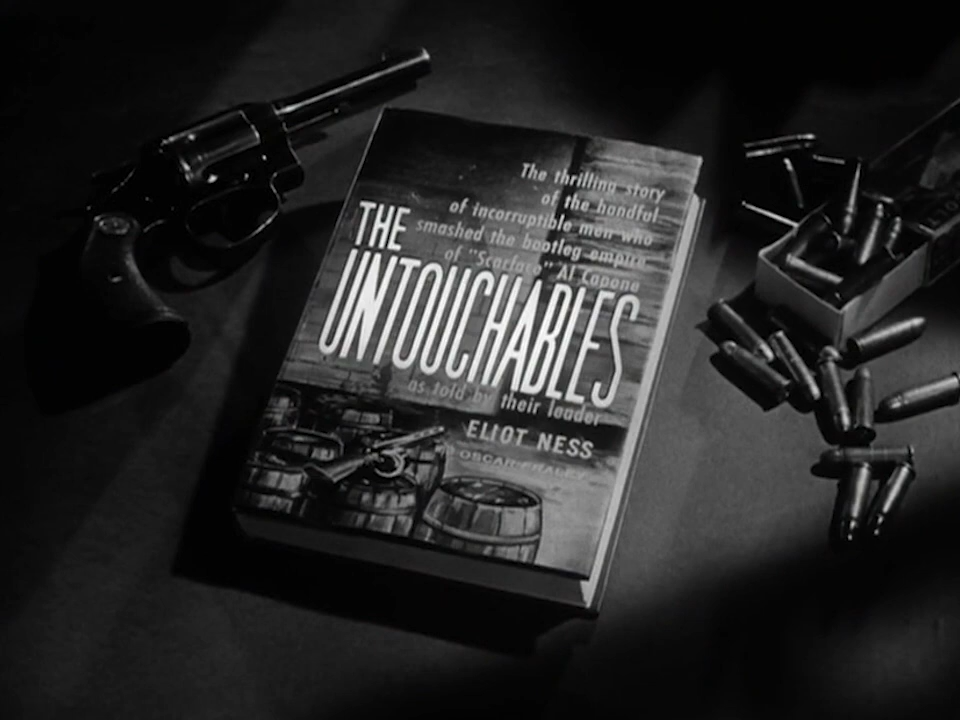 The thrilling story
of the handful
of incorruptible men who
smashed the bootleg empire
of "Scarface" Al Capone
THE
UNTOUCHABLES
as told by their leader
ELIOT NESS
OSCAR FRALEY